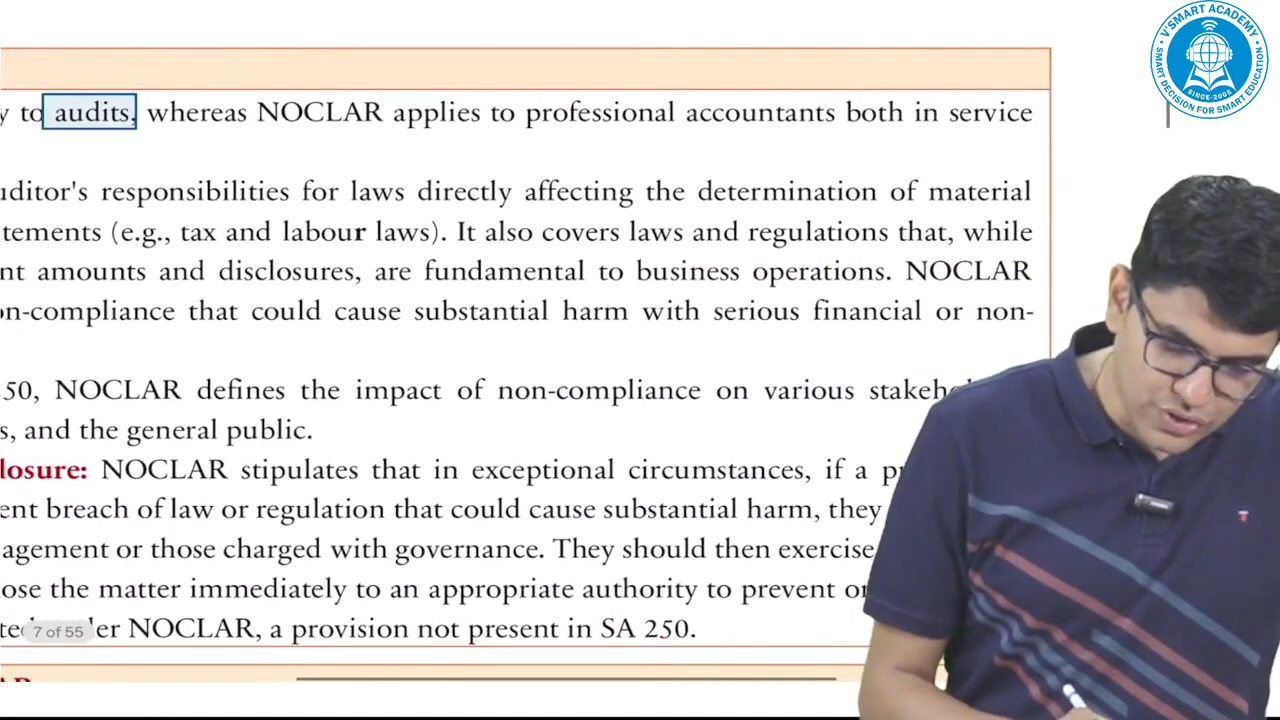 V'SMART ACADEMY
SMART DECISION FOR SMART EDUCATION
SINCE-2005
y to audits, whereas NOCLAR applies to professional accountants both in service
uditor's responsibilities for laws directly affecting the determination of material
tements (e.g., tax and labour laws). It also covers laws and regulations that, while
nt amounts and disclosures, are fundamental to business operations. NOCLAR
on-compliance that could cause substantial harm with serious financial or non-
50, NOCLAR defines the impact of non-compliance on various
s, and the general public.
losure: NOCLAR stipulates that in exceptional circumstances, if a
ent breach of law or regulation that could cause substantial harm, they
agement or those charged with governance. They should then exercise
ose the matter immediately to an appropriate authority to prevent
er NOCLAR, a provision not present in SA 250.
7 of 55